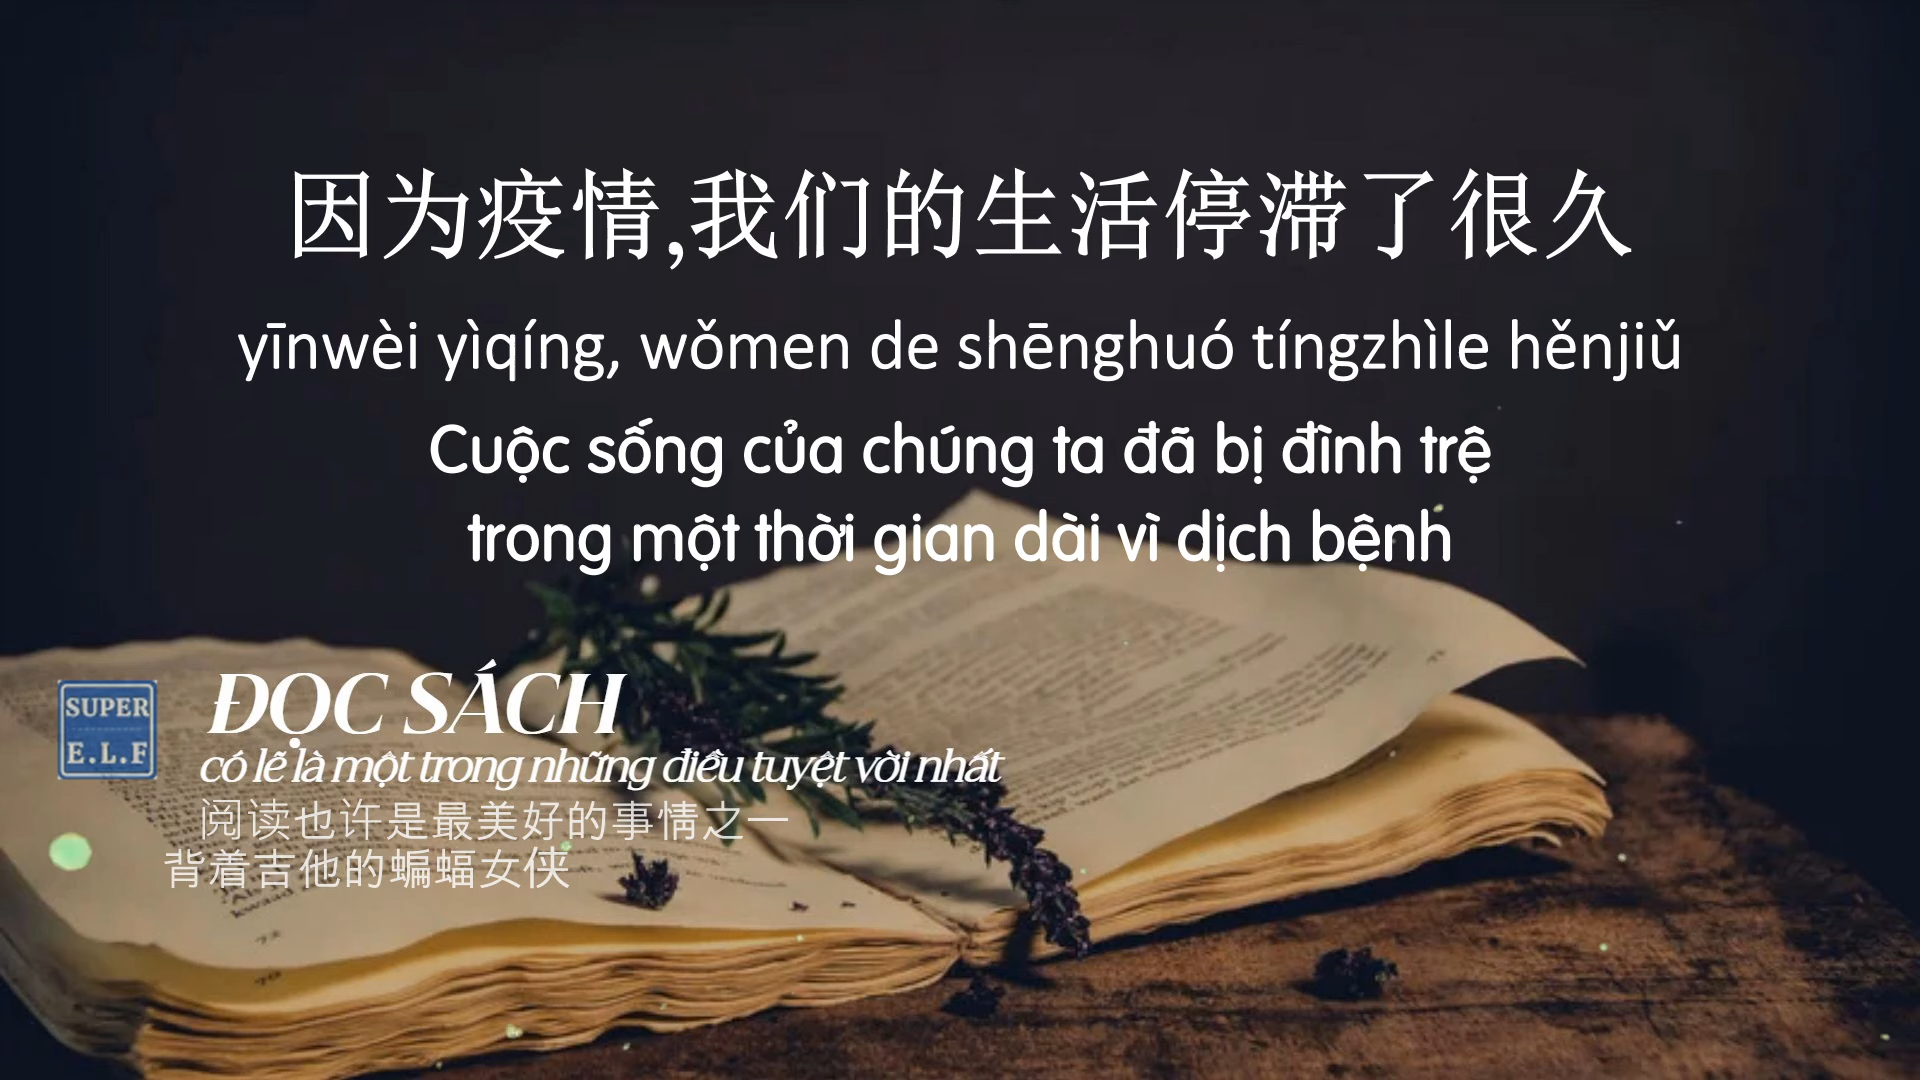 因为疫情,我们的生活停滞了很久
yīnwèi yìqíng, wǒmen de shēnghuó tíngzhìle hěnjiǔ
Cuộc sống của chúng ta đã bị đình trệ
trong một thời gian dài vì dịch bệnh
SUPER
E.L.F
ĐỌC SÁCH
có lẽ là một trong những điều tuyệt vời nhất
阅读也许是最美好的事情之一
背着吉他的蝙蝠女侠